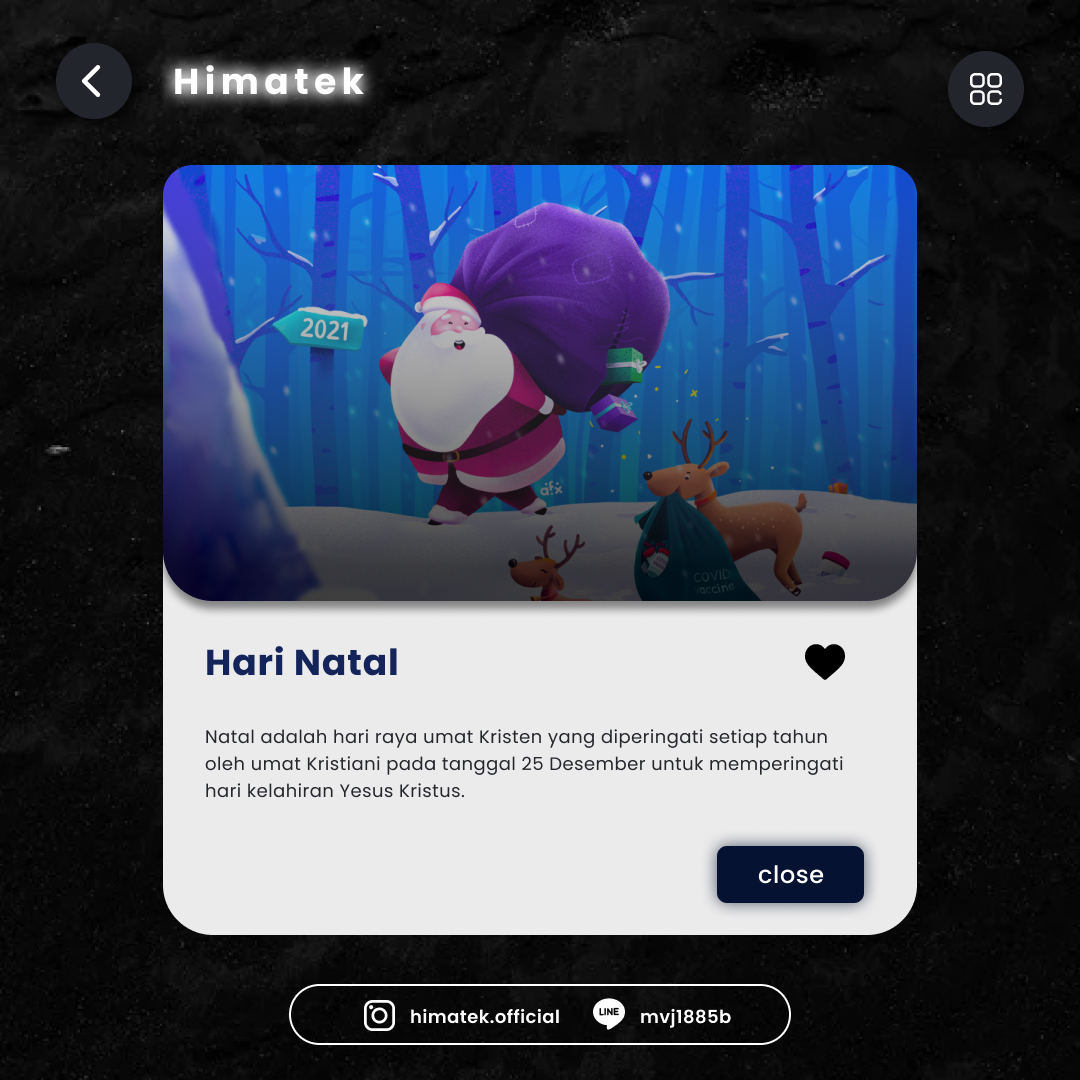 Himatek
2021
afx
COVID
vaccine
Hari Natal
Natal adalah hari raya umat Kristen yang diperingati setiap tahun
oleh umat Kristiani pada tanggal 25 Desember untuk memperingati
hari kelahiran Yesus Kristus.
close
himatek.official
LINE
mvj1885b